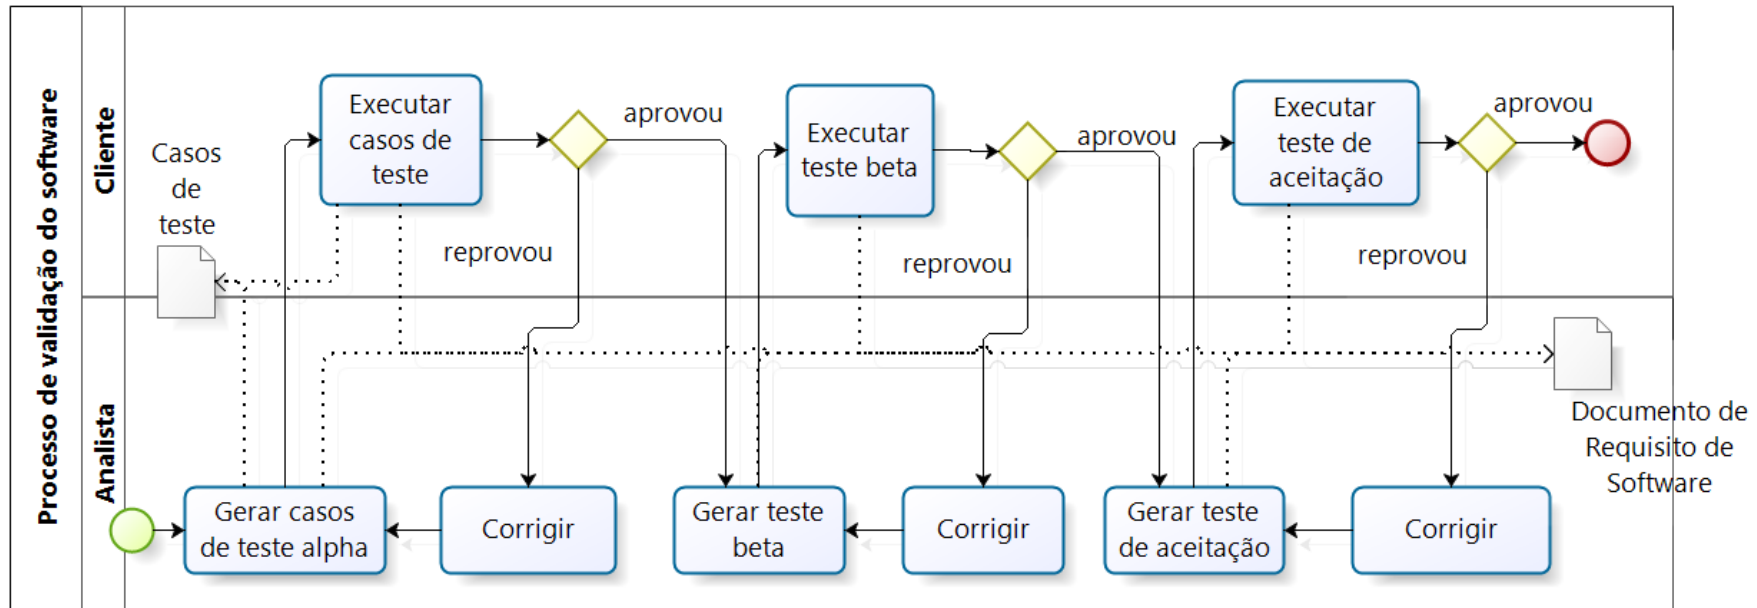 Processo de validação do software
Cliente
Casos
de
teste
Executar
casos de
teste
aprovou
reprovou
Executar
teste beta
aprovou
reprovou
Executar
teste de
aceitação
aprovou
reprovou
Analista
Gerar casos
de teste alpha
Corrigir
Gerar teste
beta
Corrigir
Gerar teste
de aceitação
Corrigir
Documento de
Requisito de
Software